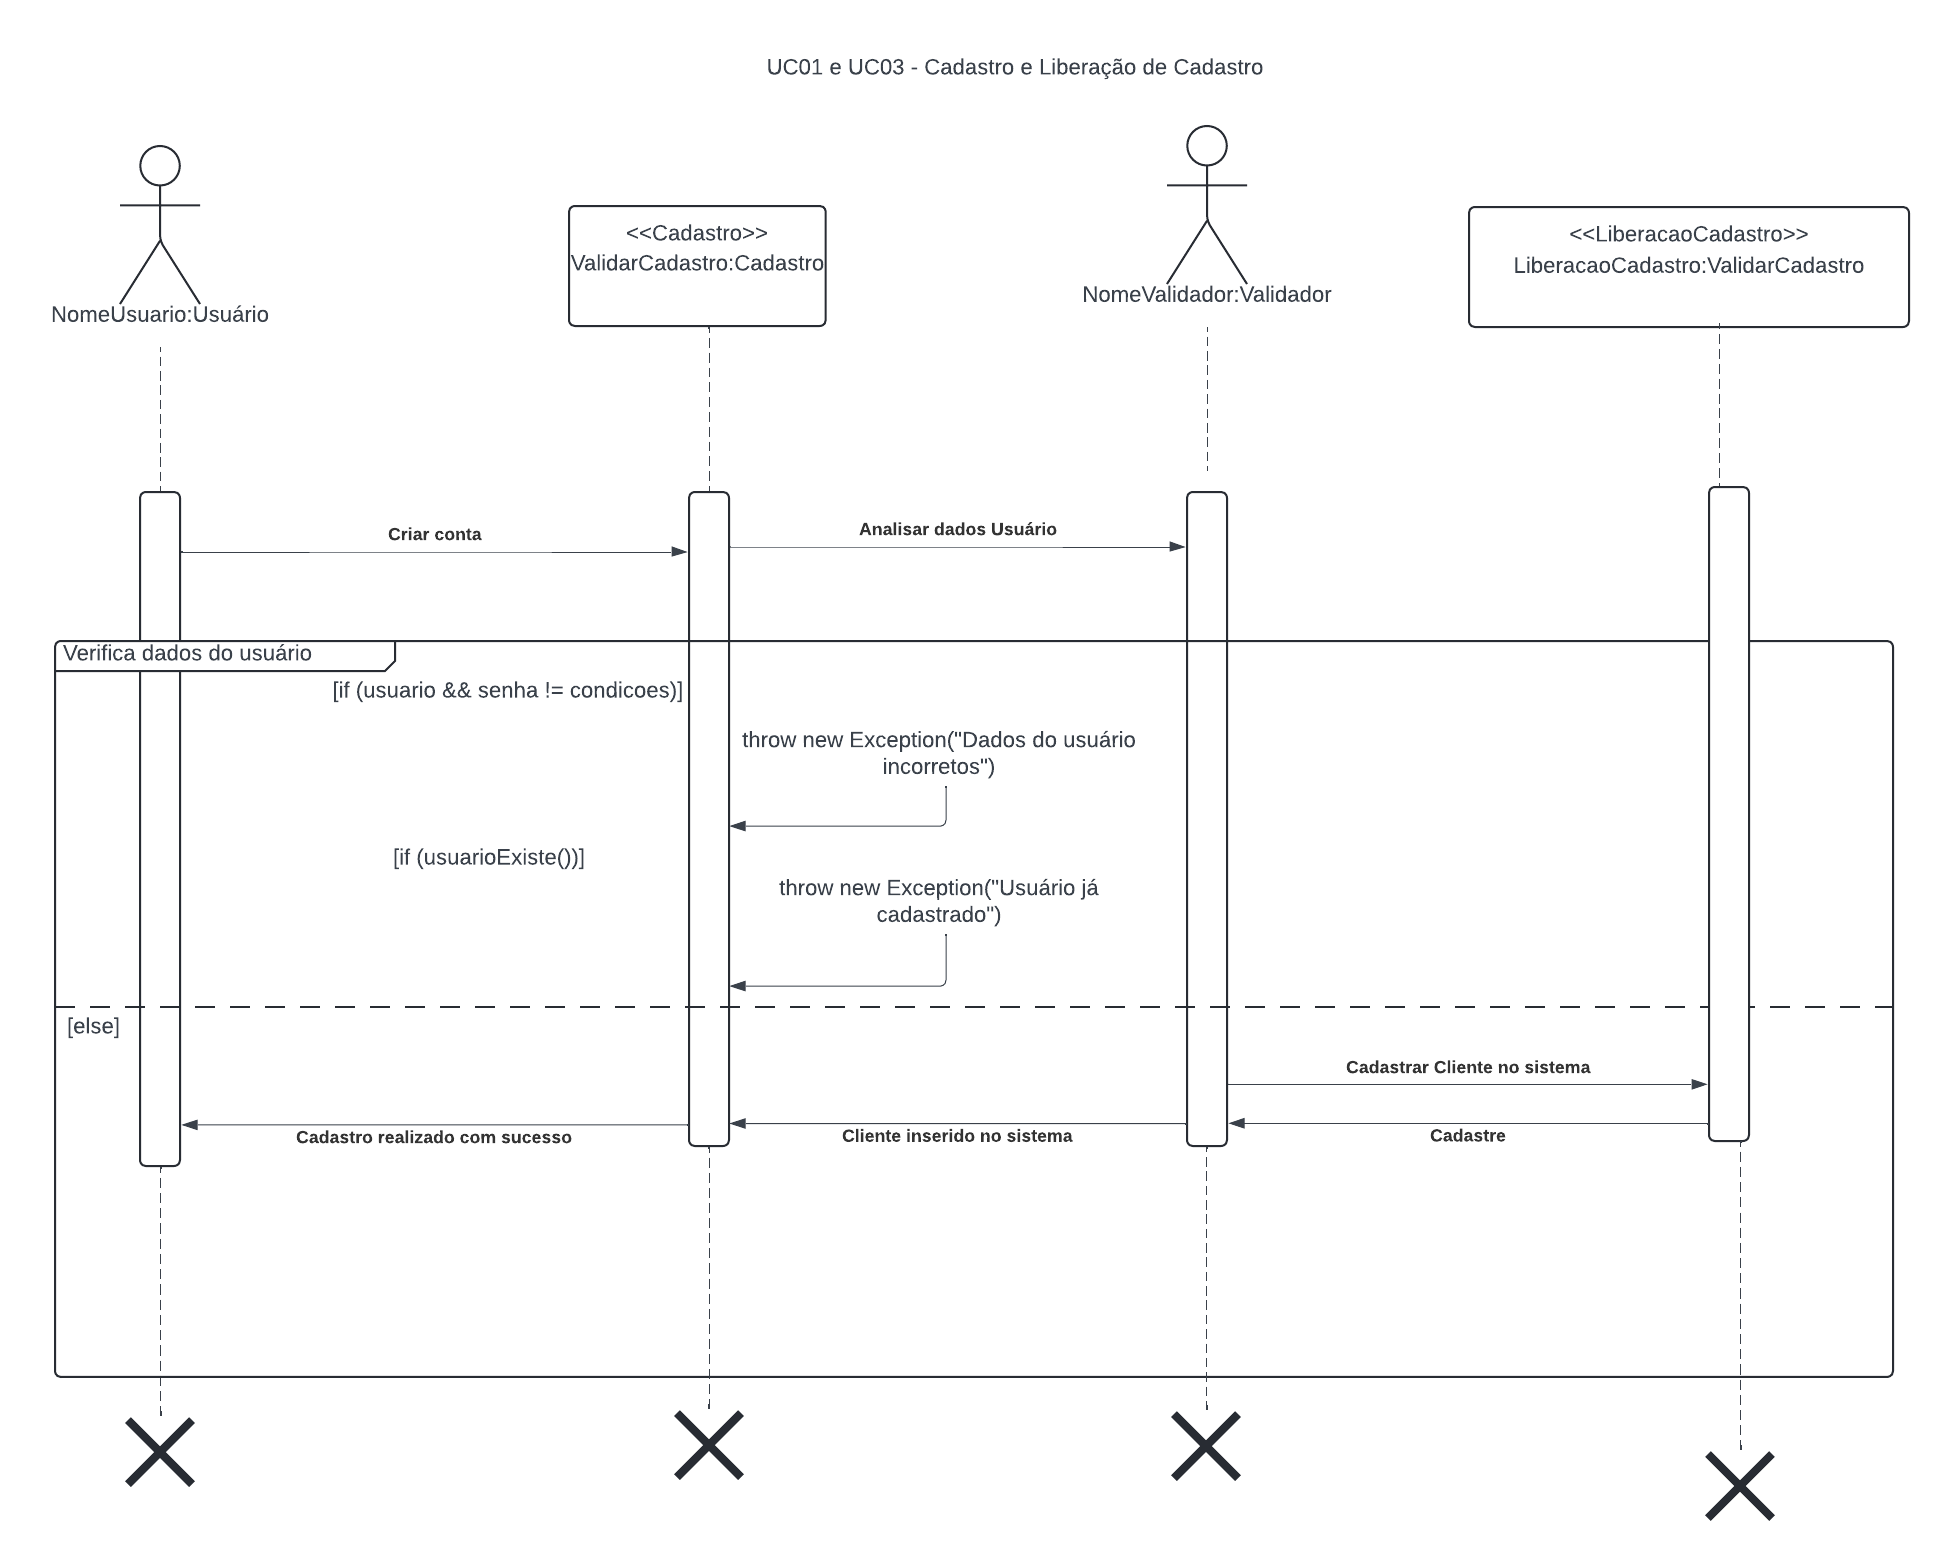 UC01 e UC03 - Cadastro e Liberação de Cadastro
NomeUsuario:Usuário
<<Cadastro>>
ValidarCadastro:Cadastro
NomeValidador:Validador
<<LiberacaoCadastro>>
LiberacaoCadastro:ValidarCadastro
Criar conta
Analisar dados Usuário
Verifica dados do usuário
[if (usuario && senha != condicoes)]
throw new Exception("Dados do usuário
incorretos")
[if (usuarioExiste())]
throw new Exception("Usuário já
cadastrado")
[else]
Cadastrar Cliente no sistema
Cadastro realizado com sucesso
Cliente inserido no sistema
Cadastre